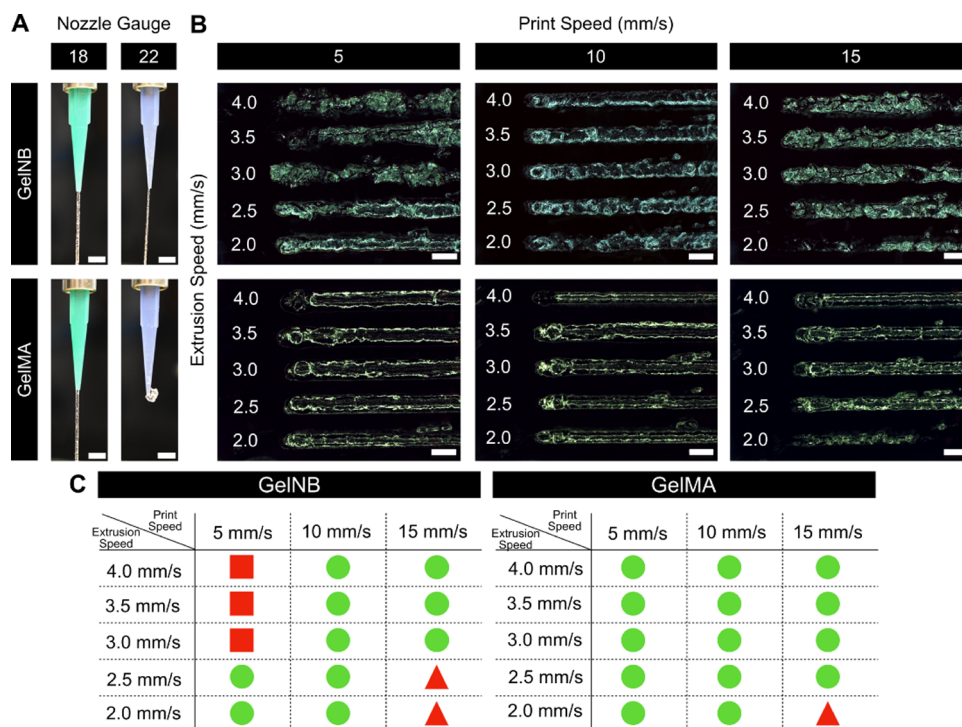 A
Nozzle Gauge
18
22
GelNB
GelMA
B
Print Speed (mm/s)
5
10
15
Extrusion Speed (mm/s)
4.0
3.5
3.0
2.5
2.0
4.0
3.5
3.0
2.5
2.0
4.0
3.5
3.0
2.5
2.0
4.0
3.5
3.0
2.5
2.0
4.0
3.5
3.0
2.5
2.0
4.0
3.5
3.0
2.5
2.0
C
GelNB
GelMA
Print Speed
Extrusion Speed
5 mm/s 10 mm/s 15 mm/s
Print Speed
Extrusion Speed
5 mm/s 10 mm/s 15 mm/s
4.0 mm/s
3.5 mm/s
3.0 mm/s
2.5 mm/s
2.0 mm/s
4.0 mm/s
3.5 mm/s
3.0 mm/s
2.5 mm/s
2.0 mm/s